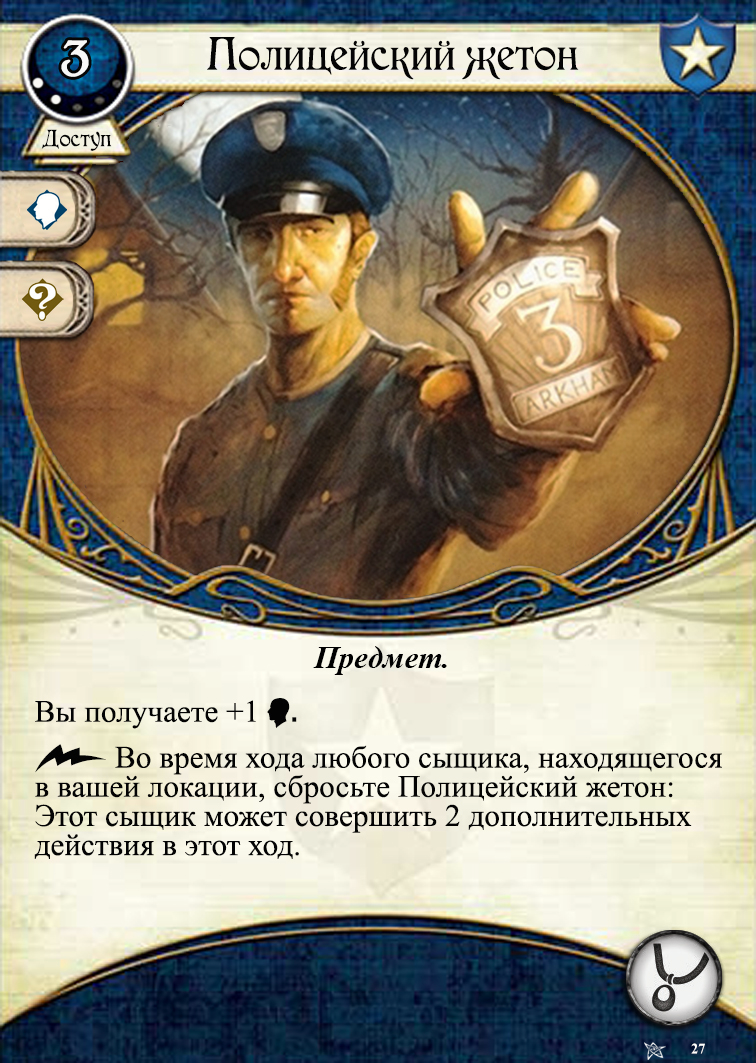 3
Полицейский жетон
Доступ
?
POLICE
3
ARKHAM
Предмет.
Вы получаете +1
Во время хода любого сыщика, находящегося
в вашей локации, сбросьте Полицейский жетон:
Этот сыщик может совершить 2 дополнительных
действия в этот ход.
27